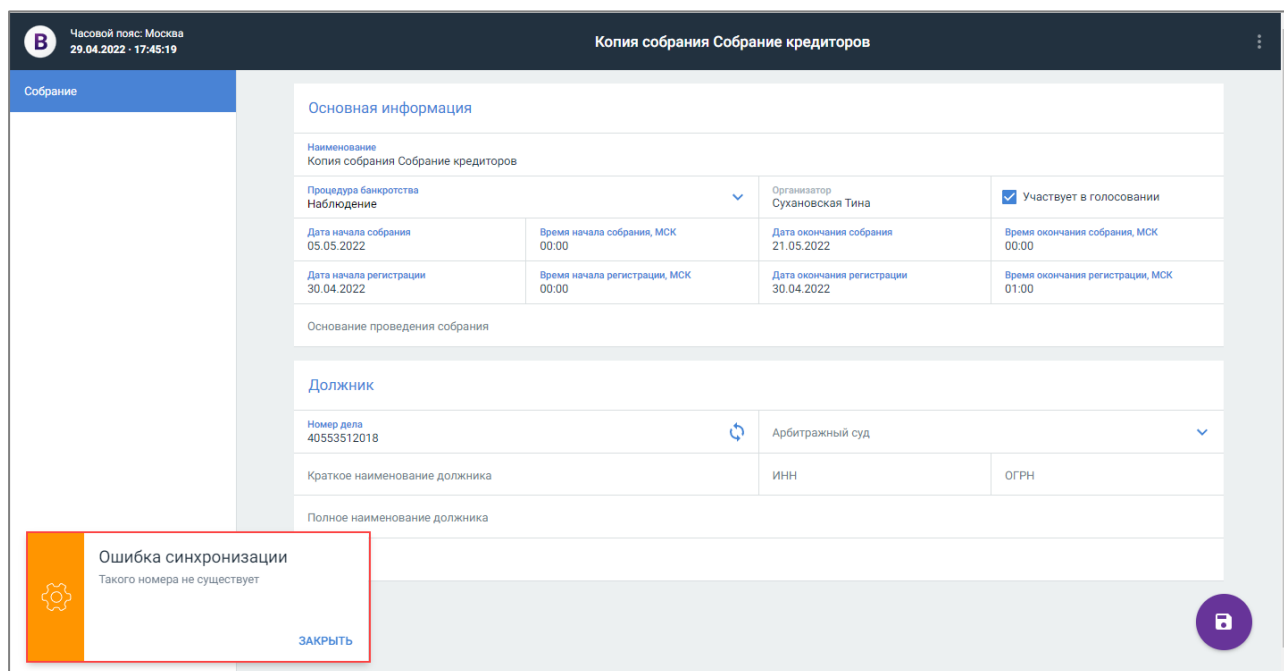 B
Часовой пояс: Москва
29.04.2022 · 17:45:19
Копия собрания Собрание кредиторов
Собрание
Основная информация
Наименование
Копия собрания Собрание кредиторов
Процедура банкротства
Наблюдение
Организатор
Сухановская Тина
Участвует в голосовании
Дата начала собрания
05.05.2022
Время начала собрания, МСК
00:00
Дата окончания собрания
21.05.2022
Время окончания собрания, МСК
00:00
Дата начала регистрации
30.04.2022
Время начала регистрации, МСК
00:00
Дата окончания регистрации
30.04.2022
Время окончания регистрации, МСК
01:00
Основание проведения собрания
Должник
Номер дела
40553512018
Арбитражный суд
Краткое наименование должника
ИНН
ОГРН
Полное наименование должника
Ошибка синхронизации
Такого номера не существует
ЗАКРЫТЬ